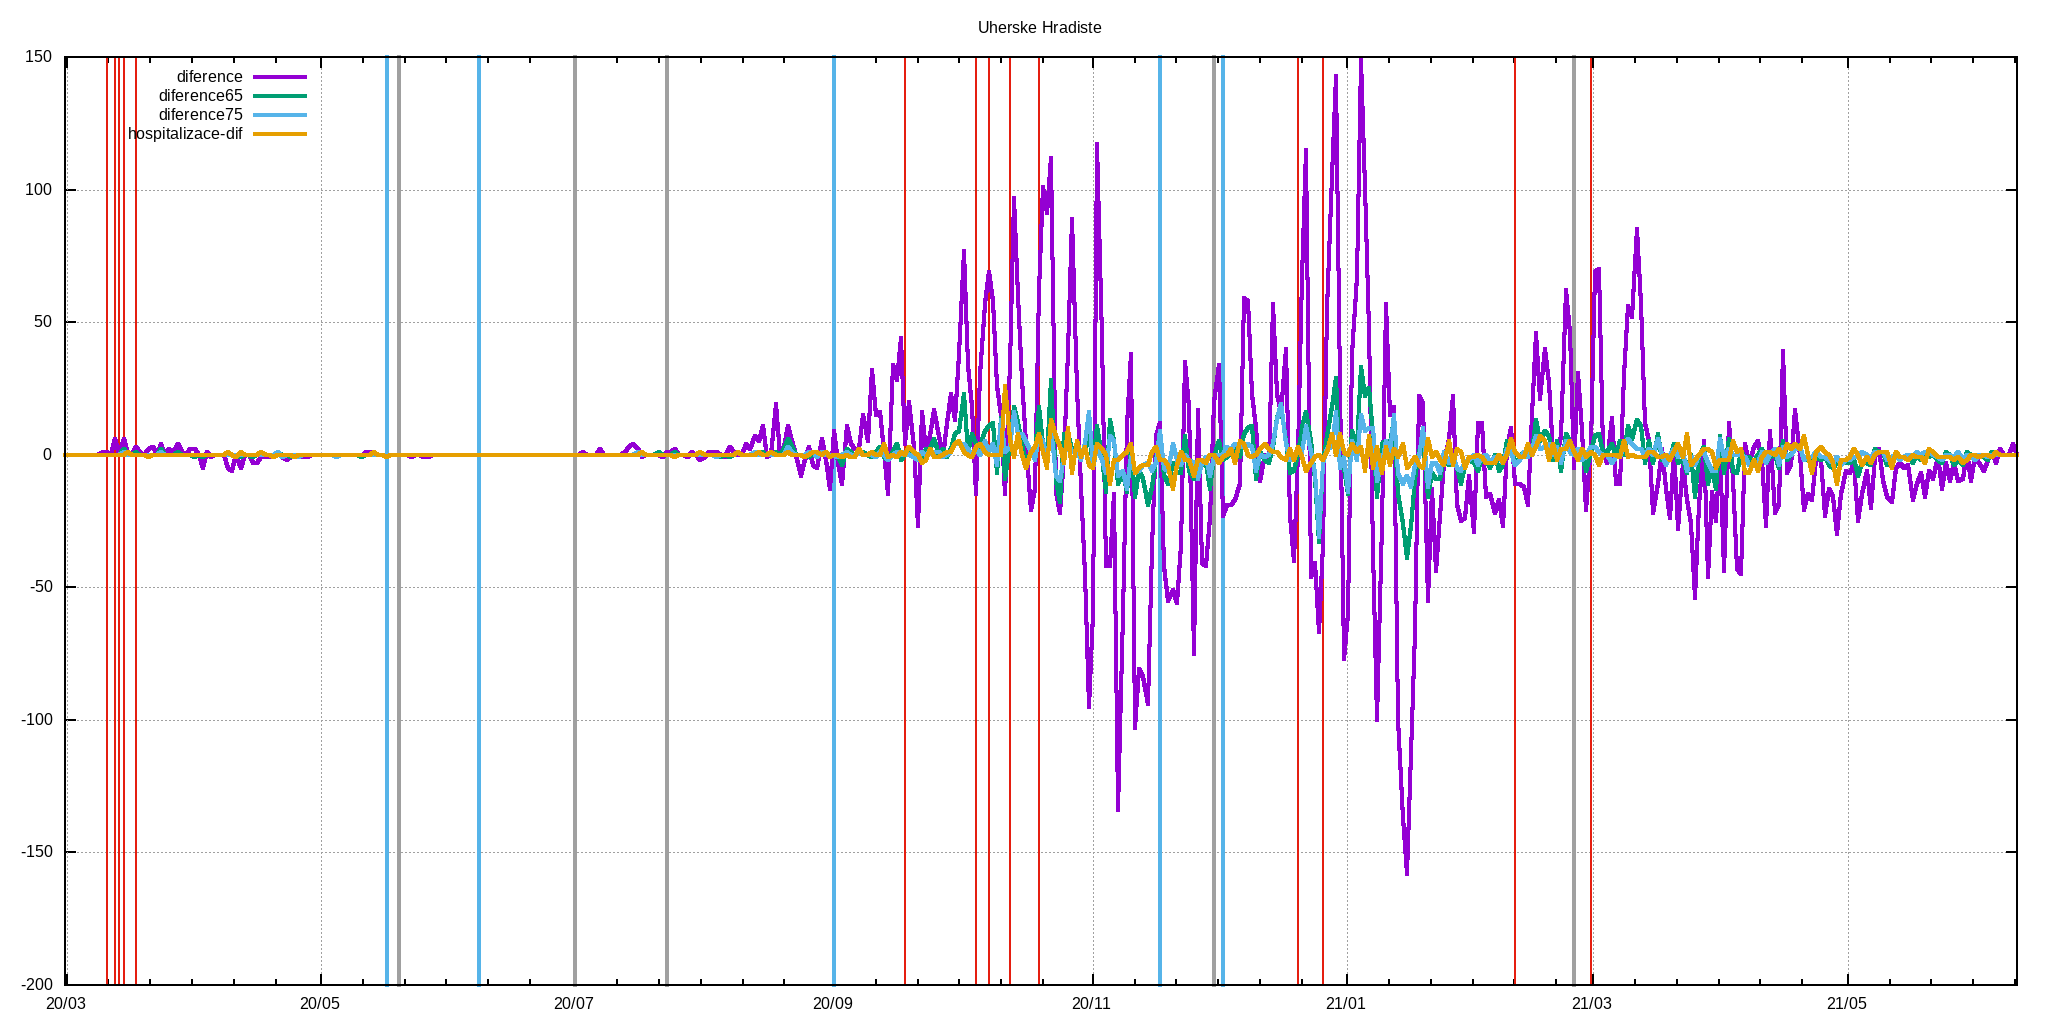 Uherske Hradiste
150
100
50
0
-50
-100
-150
-200
diference
diference65
diference75
hospitalizace-dif
20/03 20/05 20/07 20/09 20/11 21/01 21/03 21/05